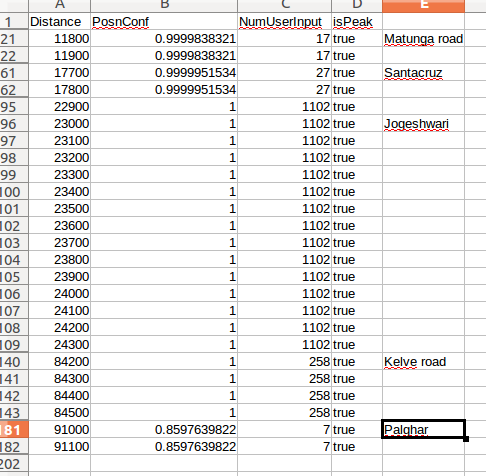 A B C D E
1 Distance PosnConf NumUserInput isPeak
21 11800 0.9999838321 17 true Matunga road
22 11900 0.9999838321 17 true
61 17700 0.9999951534 27 true Santacruz
62 17800 0.9999951534 27 true
95 22900 1 1102 true
96 23000 1 1102 true Jogeshwari
97 23100 1 1102 true
98 23200 1 1102 true
99 23300 1 1102 true
100 23400 1 1102 true
101 23500 1 1102 true
102 23600 1 1102 true
103 23700 1 1102 true
104 23800 1 1102 true
105 23900 1 1102 true
106 24000 1 1102 true
107 24100 1 1102 true
108 24200 1 1102 true
109 24300 1 1102 true
140 84200 1 258 true Kelve road
141 84300 1 258 true
142 84400 1 258 true
143 84500 1 258 true
181 91000 0.8597639822 7 true Palghar
182 91100 0.8597639822 7 true
202